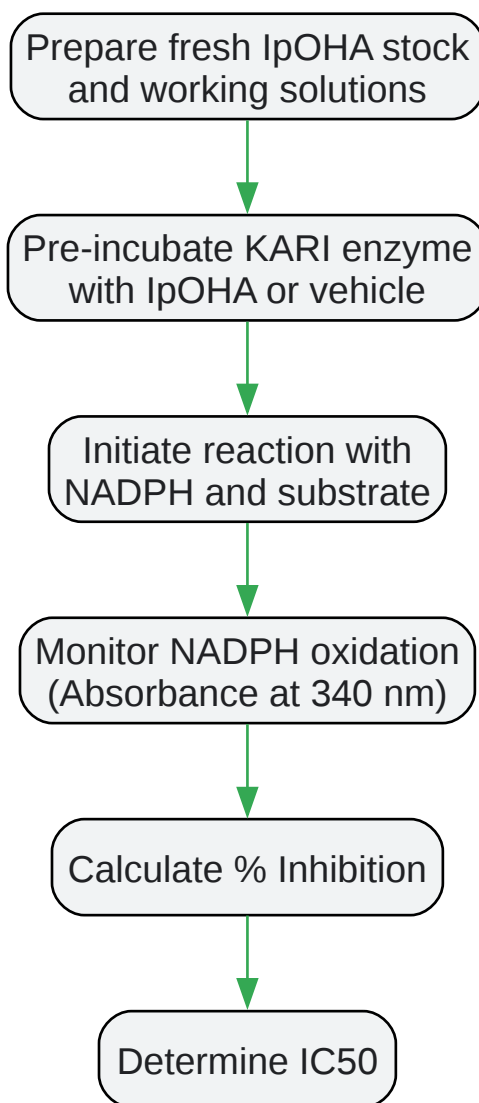 Prepare fresh IpOHA stock
and working solutions
Pre-incubate KARI enzyme
with IpOHA or vehicle
Initiate reaction with
NADPH and substrate
Monitor NADPH oxidation
(Absorbance at 340 nm)
Calculate % Inhibition
Determine IC50